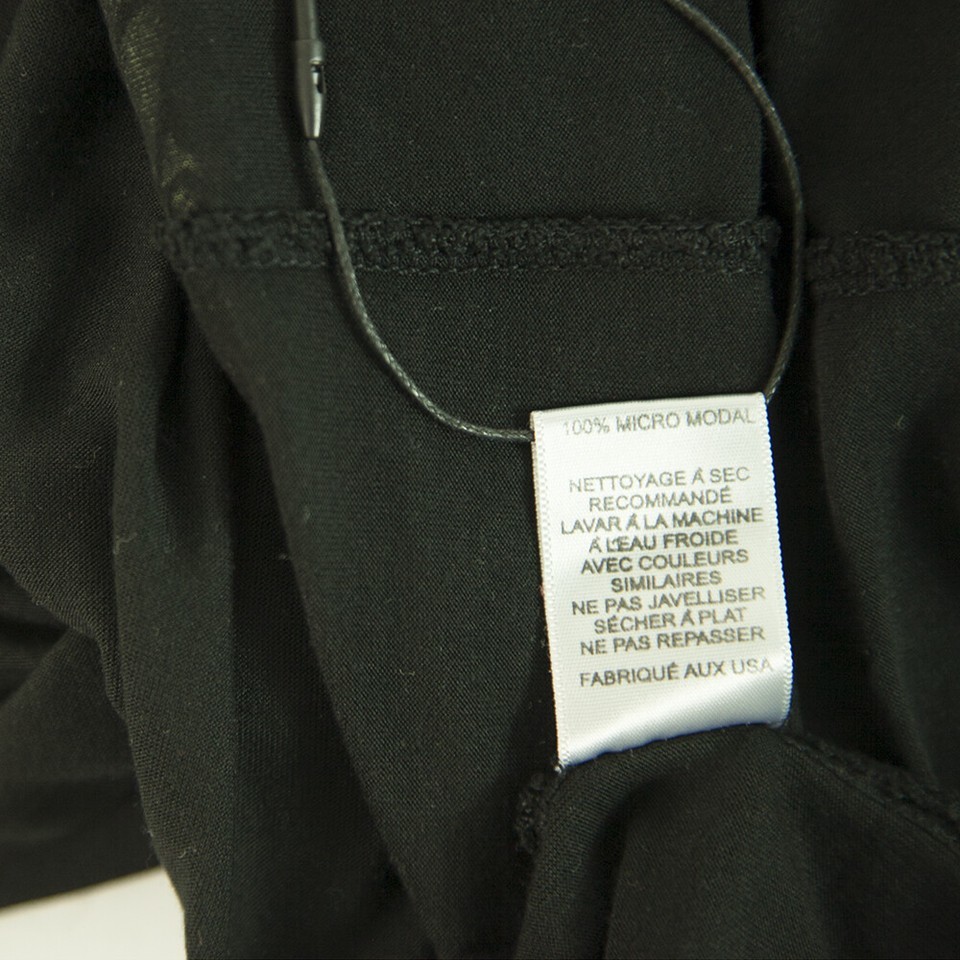 100% MICRO MODAL
NETTOYAGE Á SEC
RECOMMANDÉ
LAVAR Á LA MACHINE
Á L'EAU FROIDE
AVEC COULEURS
SIMILAIRES
NE PAS JAVELLISER
SÉCHER Á PLAT
NE PAS REPASSER
FABRIQUÉ AUX USA